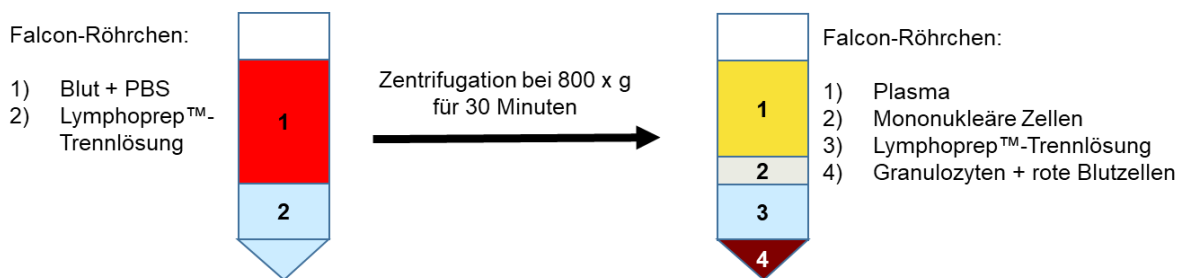 Falcon-Röhrchen:
1) Blut + PBS
2) Lymphoprep™-
Trennlösung
1
2
Zentrifugation bei 800 x g
für 30 Minuten
1
2
3
4
Falcon-Röhrchen:
1) Plasma
2) Mononukleäre Zellen
3) Lymphoprep™-Trennlösung
4) Granulozyten + rote Blutzellen